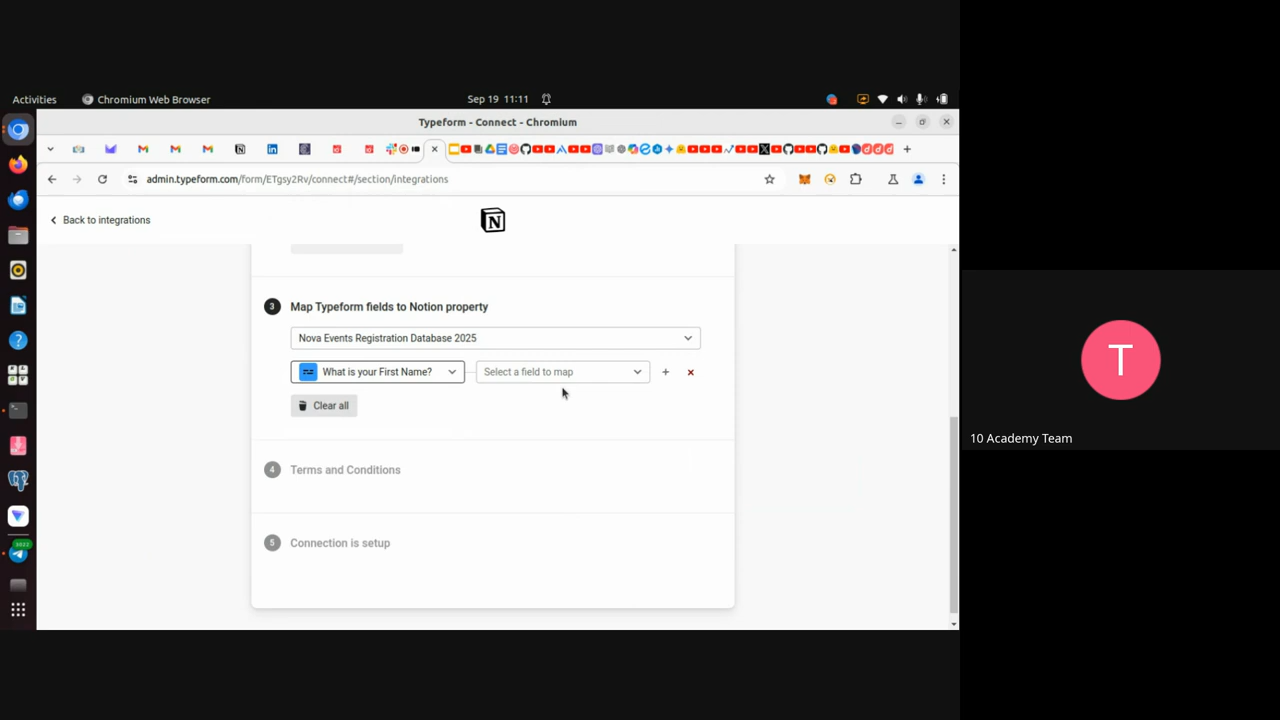 Activities
Chromium Web Browser
Sep 19 11:11
Typeform - Connect - Chromium
admin.typeform.com/form/ETgsy2Rv/connect#/section/integrations
Back to integrations
N
3 Map Typeform fields to Notion property
Nova Events Registration Database 2025
What is your First Name?
Select a field to map
Clear all
4 Terms and Conditions
5 Connection is setup
T
10 Academy Team